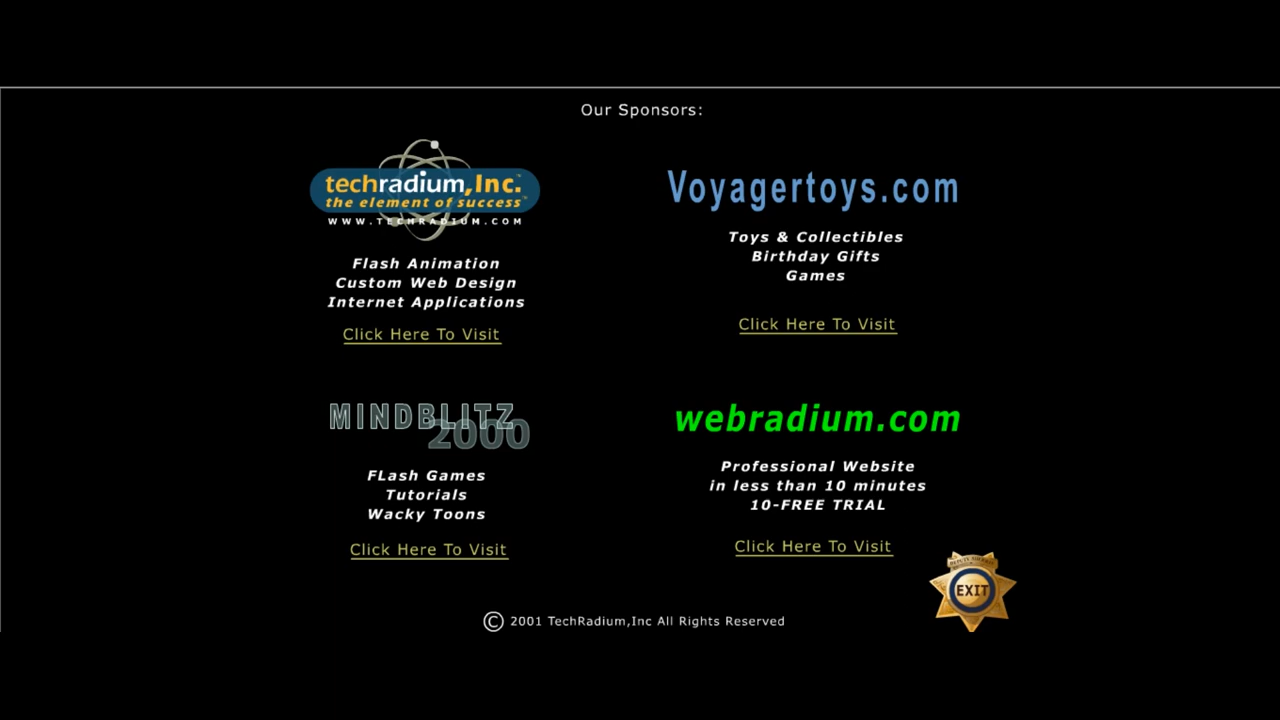 Our Sponsors:
techradium,Inc.™
the element of success™
WWW.TECHRADIUM.COM
Flash Animation
Custom Web Design
Internet Applications
Click Here To Visit
Voyagertoys.com
Toys & Collectibles
Birthday Gifts
Games
Click Here To Visit
MINDBLITZ
2000
FLash Games
Tutorials
Wacky Toons
Click Here To Visit
webradium.com
Professional Website
in less than 10 minutes
10-FREE TRIAL
Click Here To Visit
EXIT
© 2001 TechRadium,Inc All Rights Reserved